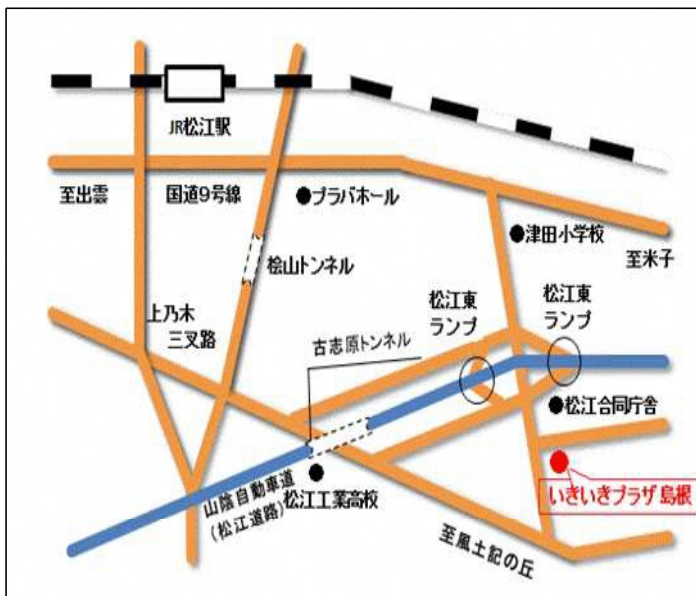 JR松江駅
至出雲
国道9号線
プラバホール
津田小学校
至米子
桧山トンネル
松江東
ランプ
松江東
ランプ
上乃木
三叉路
古志原トンネル
松江合同庁舎
いきいきプラザ島根
山陰自動車道
(松江道路)
松江工業高校
至風土記の丘